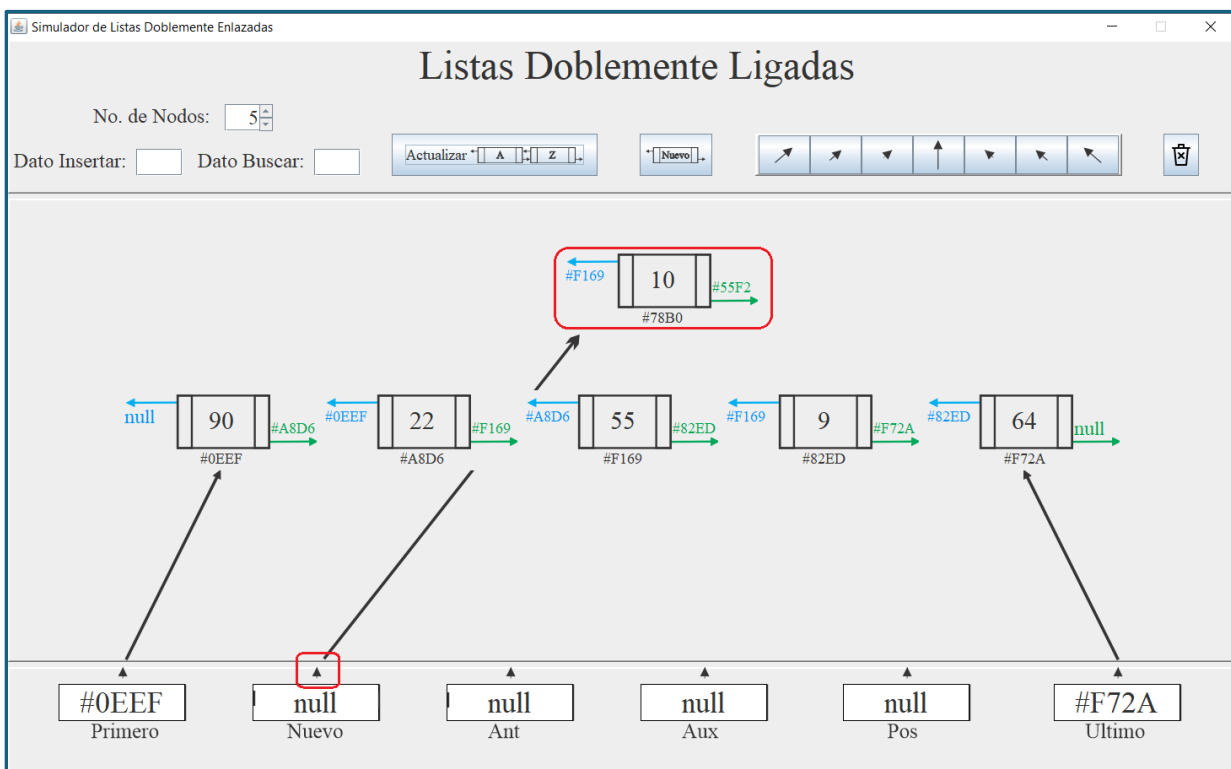 Simulador de Listas Doblemente Enlazadas
Listas Doblemente Ligadas
No. de Nodos: 5
Dato Insertar: Dato Buscar:
Actualizar A Z
Nuevo
#F169 10 #55F2
#78B0
null 90 #A8D6
#0EEF
#0EEF 22 #F169
#A8D6
#A8D6 55 #82ED
#F169
#F169 9 #F72A
#82ED
#82ED 64 null
#F72A
#0EEF null null null null #F72A
Primero Nuevo Ant Aux Pos Ultimo